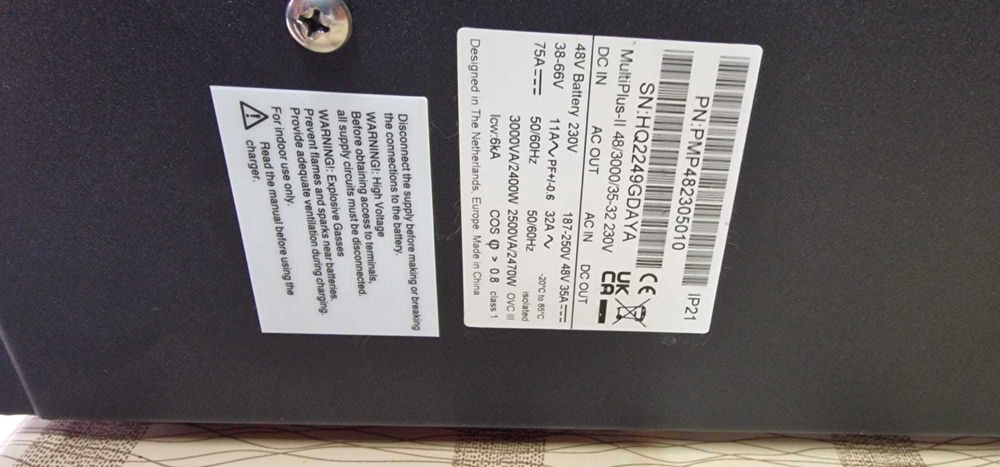 PN:PMP482305010
IP21
SN:HQ2249GDAYA
CE
UK
CA
MultiPlus-II 48/3000/35-32 230V
DC IN AC OUT AC IN DC OUT
48V Battery 230V 187-250V 48V 35A
38-66V 11A PF+/-0.6 32A -20°C to 65°C
75A 50/60Hz 50/60Hz isolated
3000VA/2400W 2500VA/2470W OVC III
Icw:6kA COS φ > 0.8 class 1
Designed in The Netherlands, Europe Made in China
Disconnect the supply before making or breaking
the connections to the battery.
WARNING!: High Voltage
Before obtaining access to terminals,
all supply circuits must be disconnected.
WARNING!: Explosive Gasses
Prevent flames and sparks near batteries.
Provide adequate ventilation during charging.
For indoor use only.
Read the manual before using the
charger.